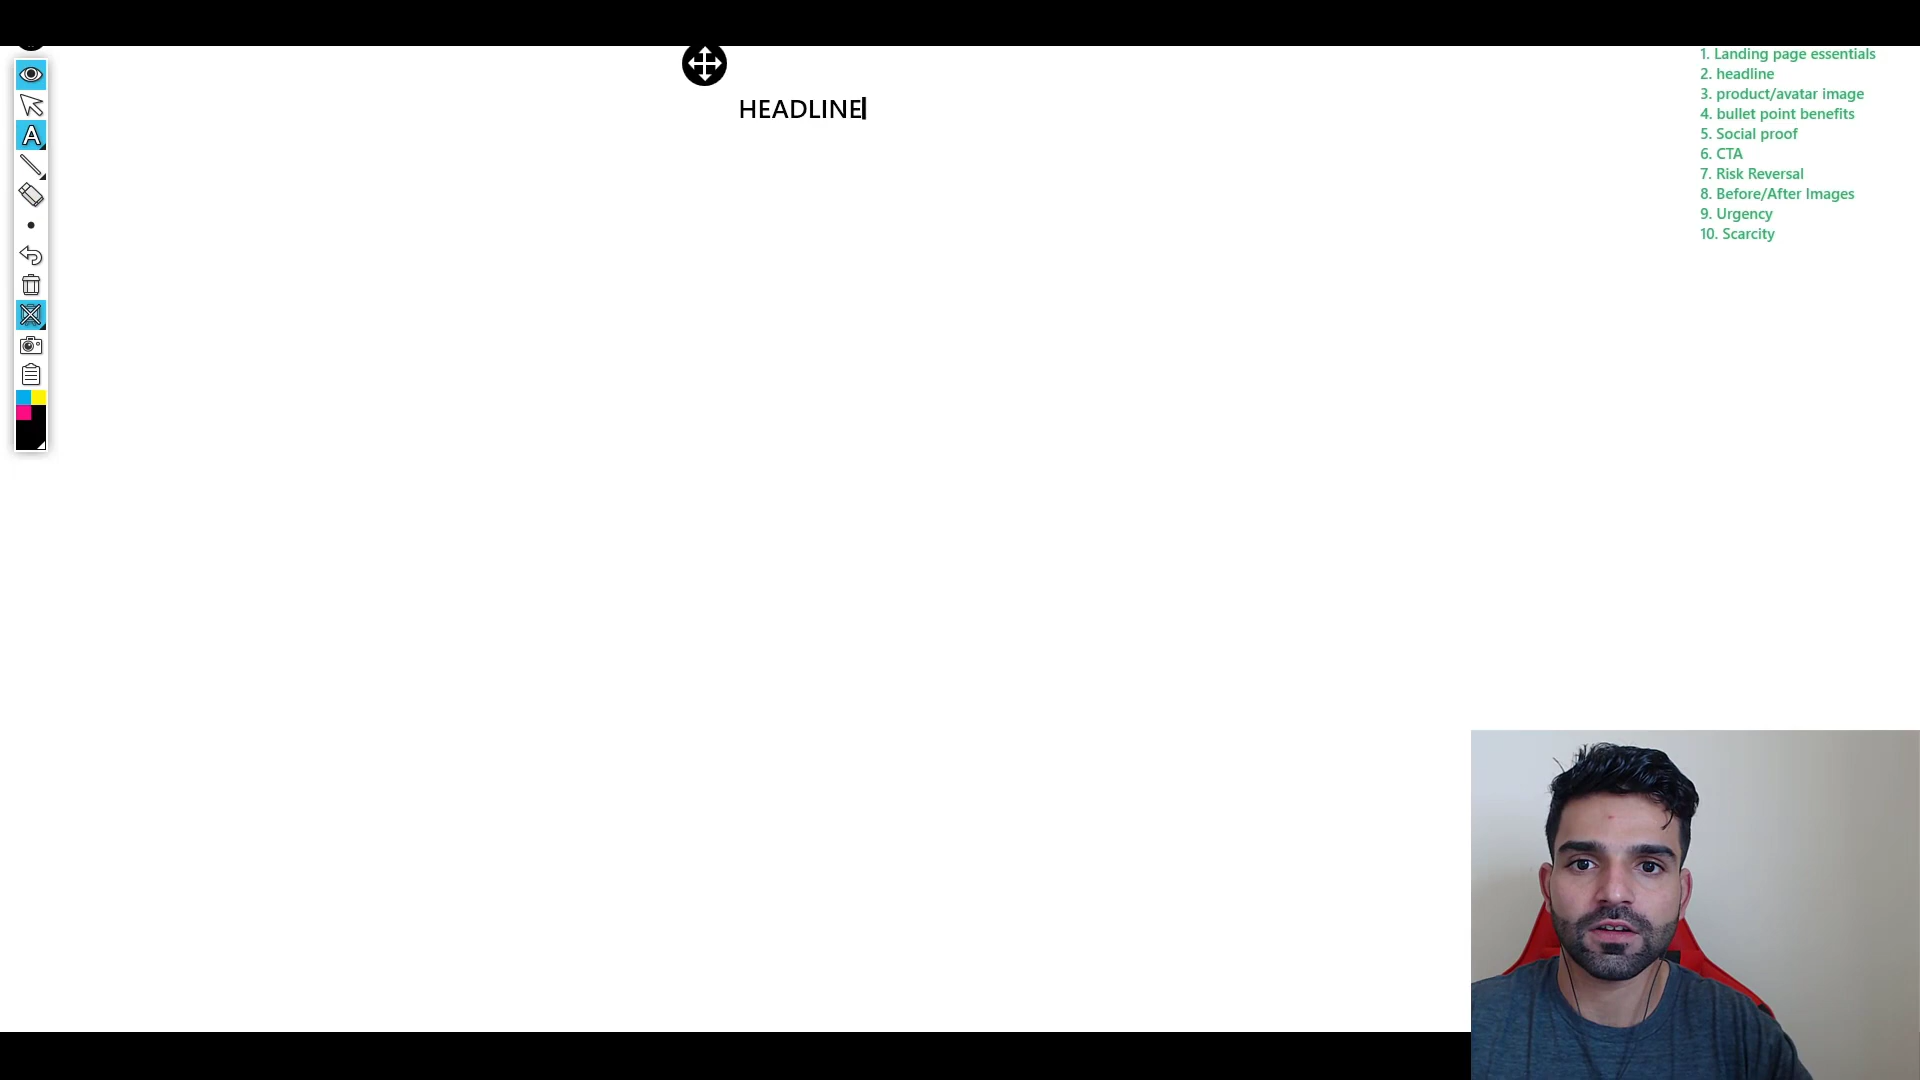 HEADLINE
1. Landing page essentials
2. headline
3. product/avatar image
4. bullet point benefits
5. Social proof
6. CTA
7. Risk Reversal
8. Before/After Images
9. Urgency
10. Scarcity